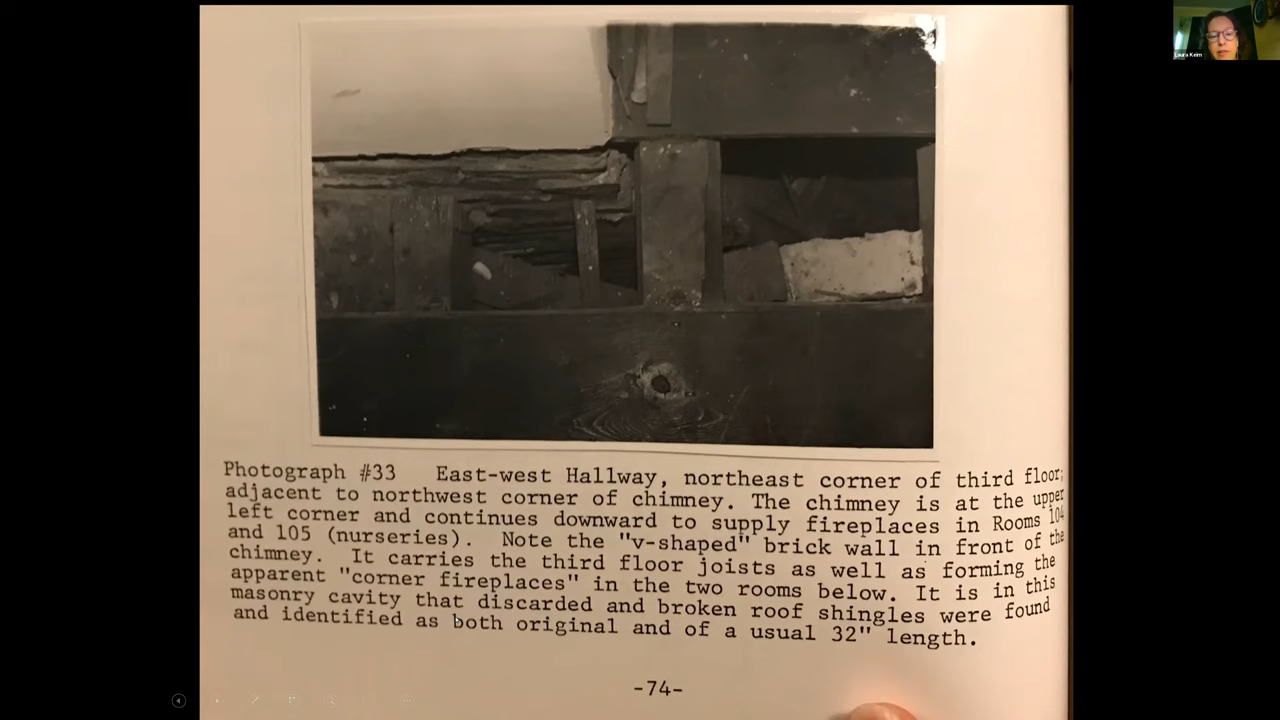 Laura Keim
Photograph #33 East-west Hallway, northeast corner of third floor,
adjacent to northwest corner of chimney. The chimney is at the upper
left corner and continues downward to supply fireplaces in Rooms 104
and 105 (nurseries). Note the "v-shaped" brick wall in front of the
chimney. It carries the third floor joists as well as forming the
apparent "corner fireplaces" in the two rooms below. It is in this
masonry cavity that discarded and broken roof shingles were found
and identified as both original and of a usual 32" length.
-74-